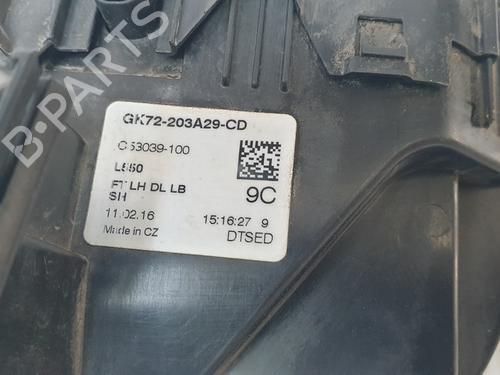 GK72-203A29-CD
C53039-100
L550
FT LH DL LB
SH
9C
11.02.16 15:16:27 9
Made in CZ DTSED
B-PARTS